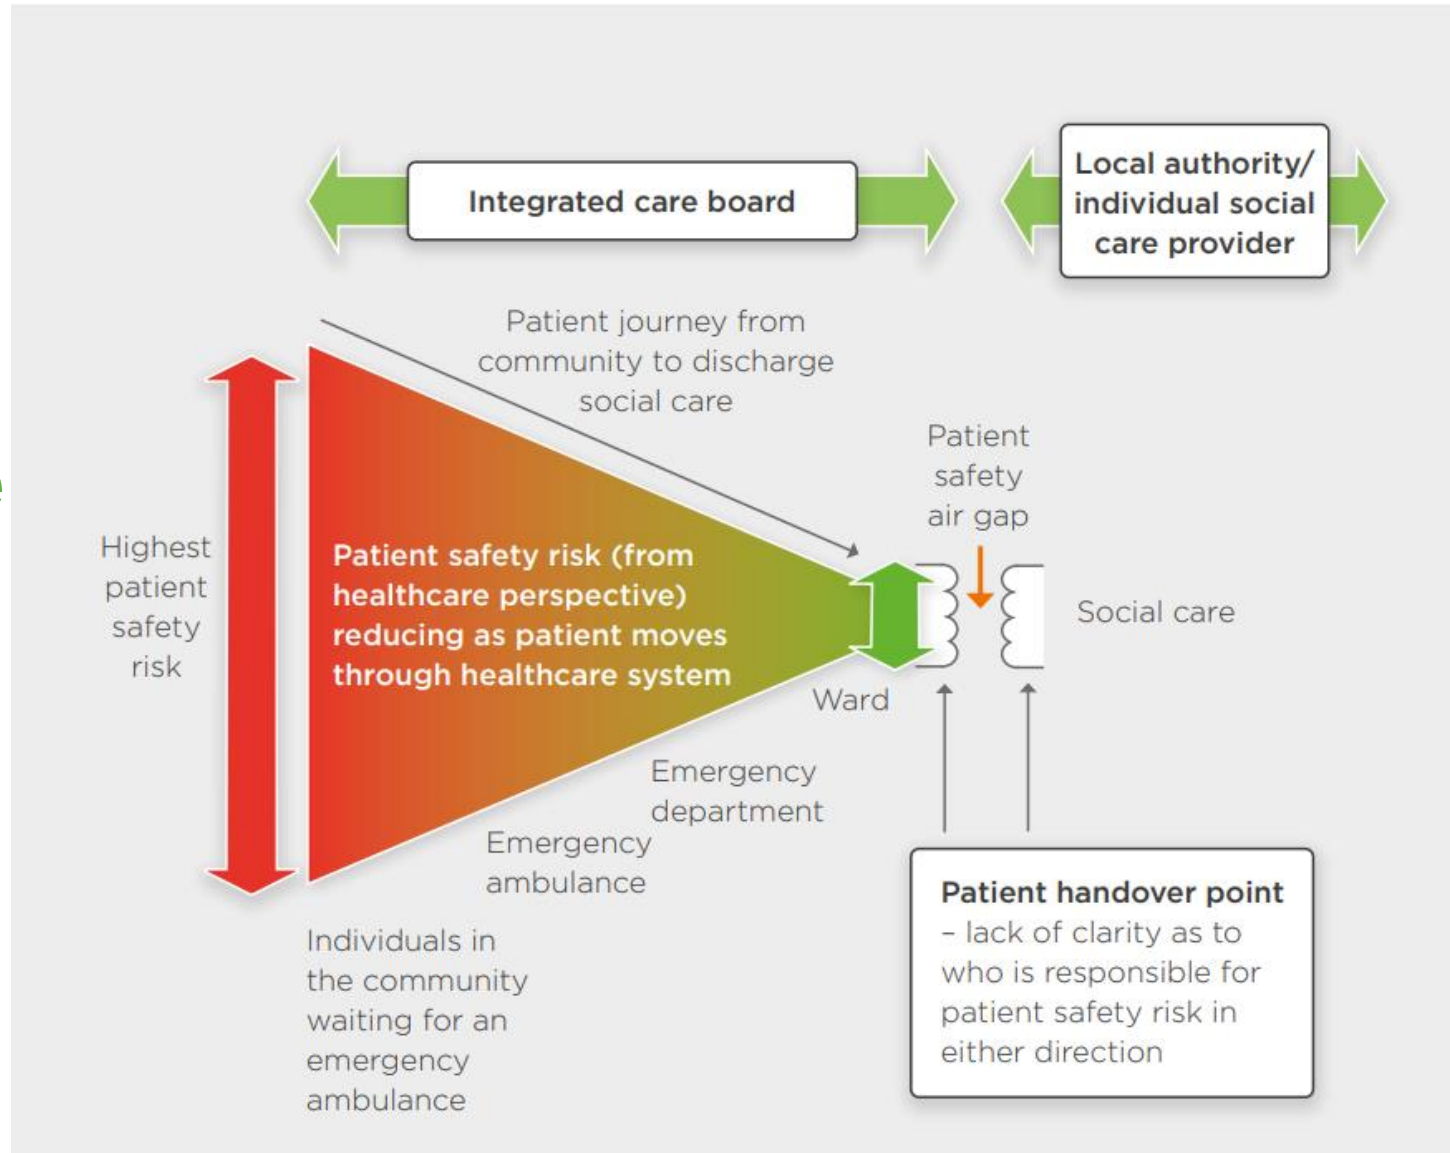 Integrated care board
Local authority/
individual social
care provider
Patient journey from
community to discharge
social care
Patient
safety
air gap
Highest
patient
safety
risk
Patient safety risk (from
healthcare perspective)
reducing as patient moves
through healthcare system
Social care
Ward
Emergency
department
Emergency
ambulance
Individuals in
the community
waiting for an
emergency
ambulance
Patient handover point
– lack of clarity as to
who is responsible for
patient safety risk in
either direction